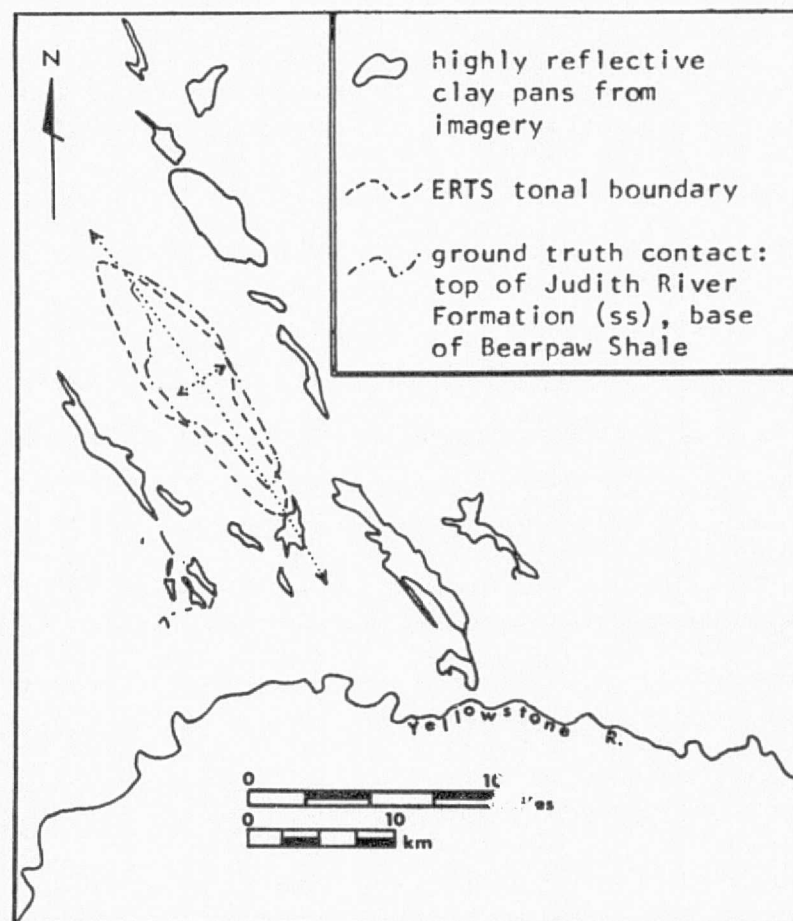 N
highly reflective
clay pans from
imagery
ERTS tonal boundary
ground truth contact:
top of Judith River
Formation (ss), base
of Bearpaw Shale
Yellowstone R.
0
0 10
km